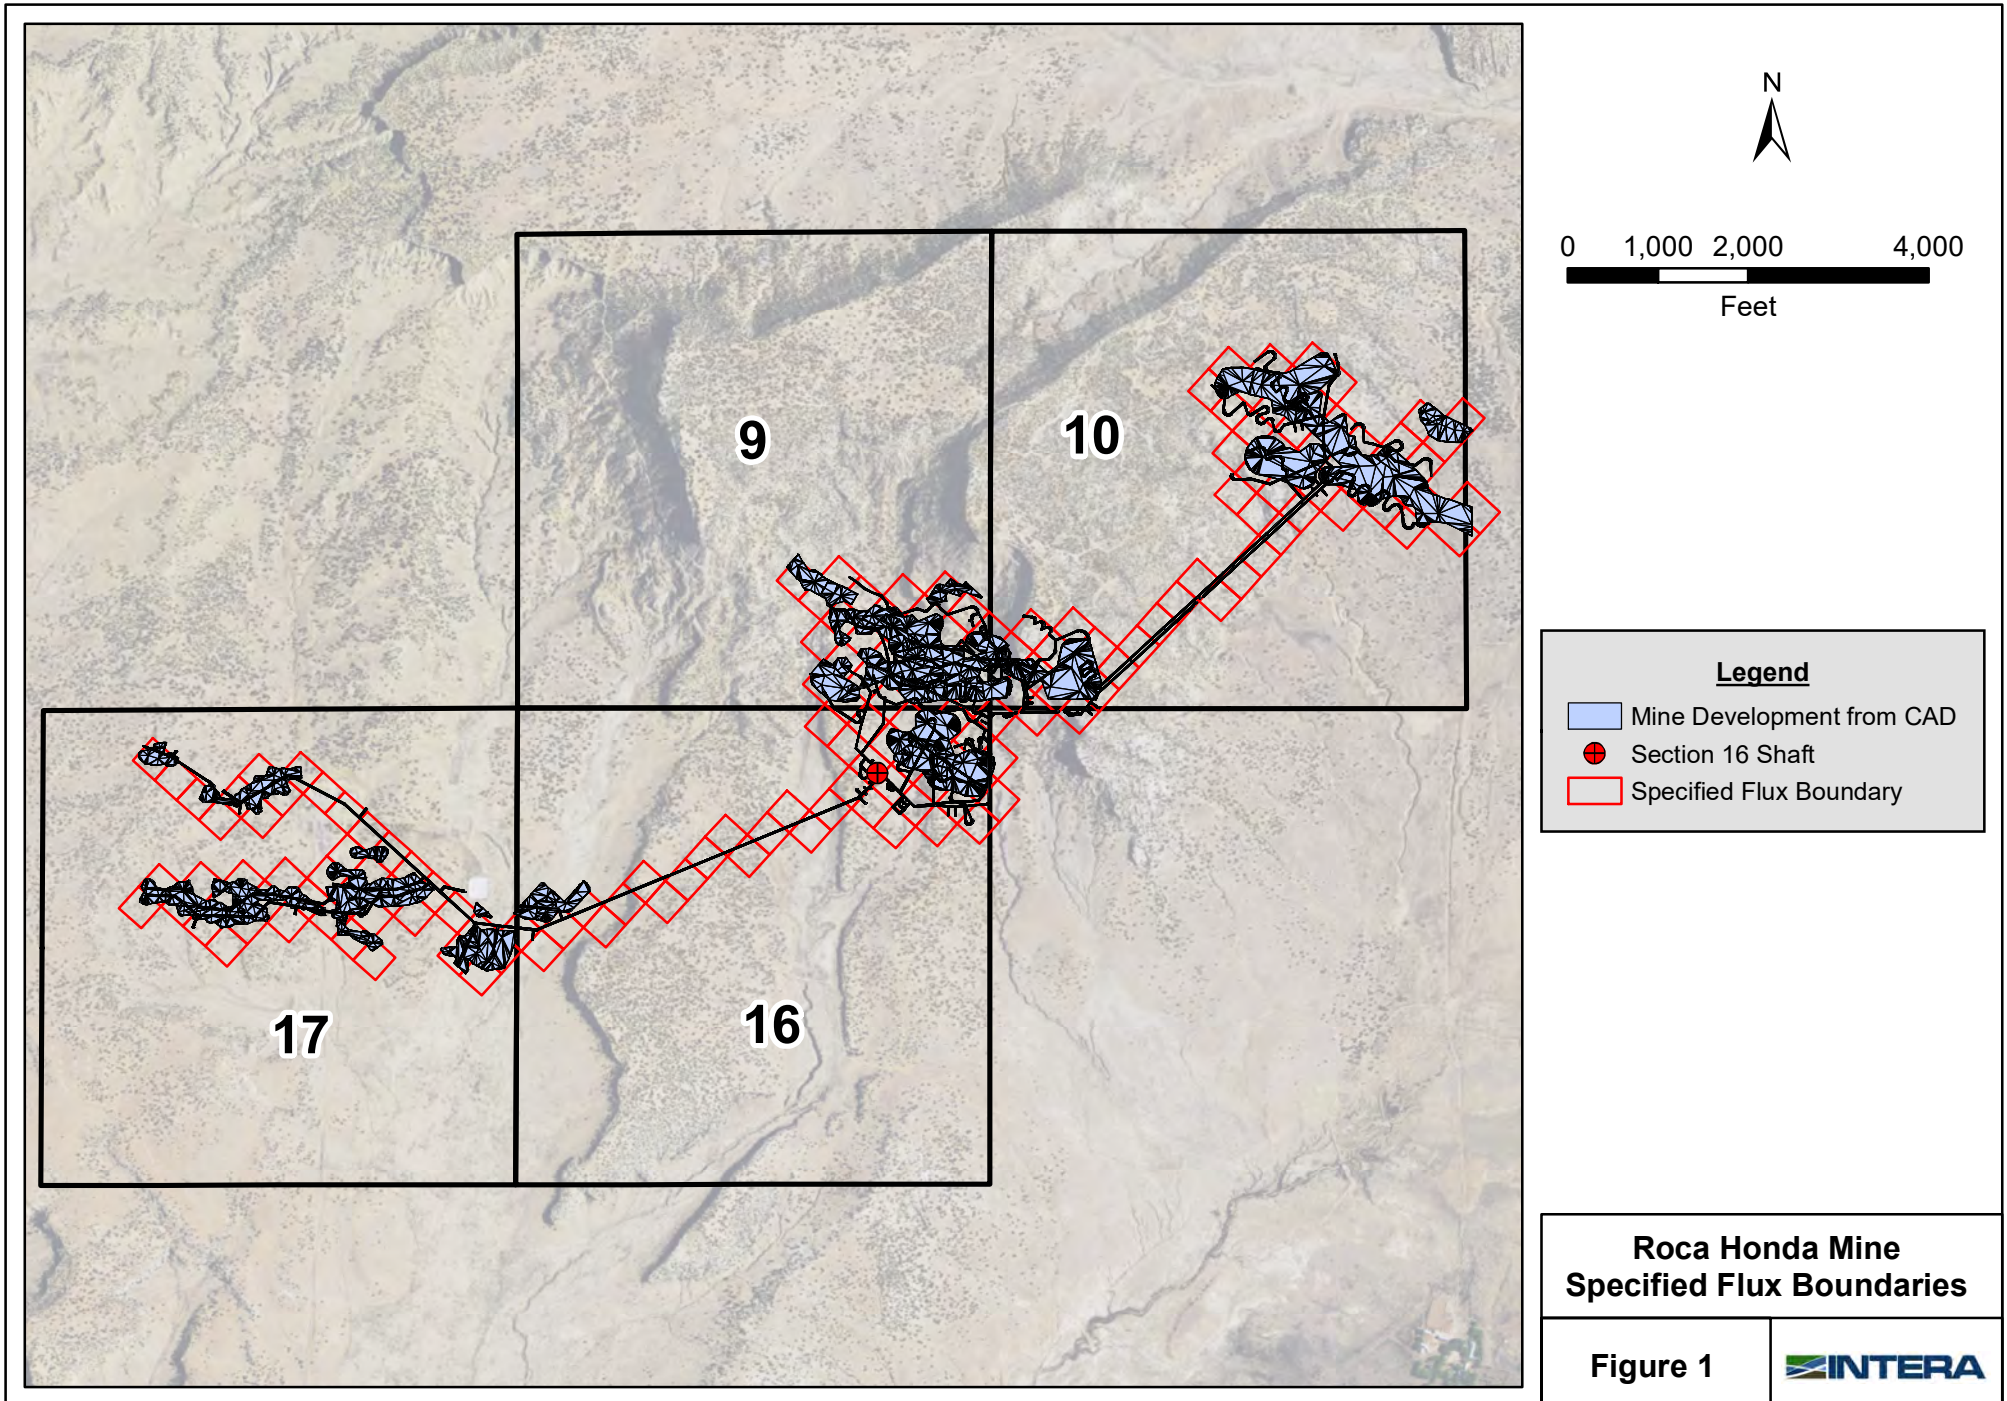 N
0 1,000 2,000 4,000
Feet
9
10
17
16
Legend
Mine Development from CAD
Section 16 Shaft
Specified Flux Boundary
Roca Honda Mine
Specified Flux Boundaries
Figure 1
INTERA